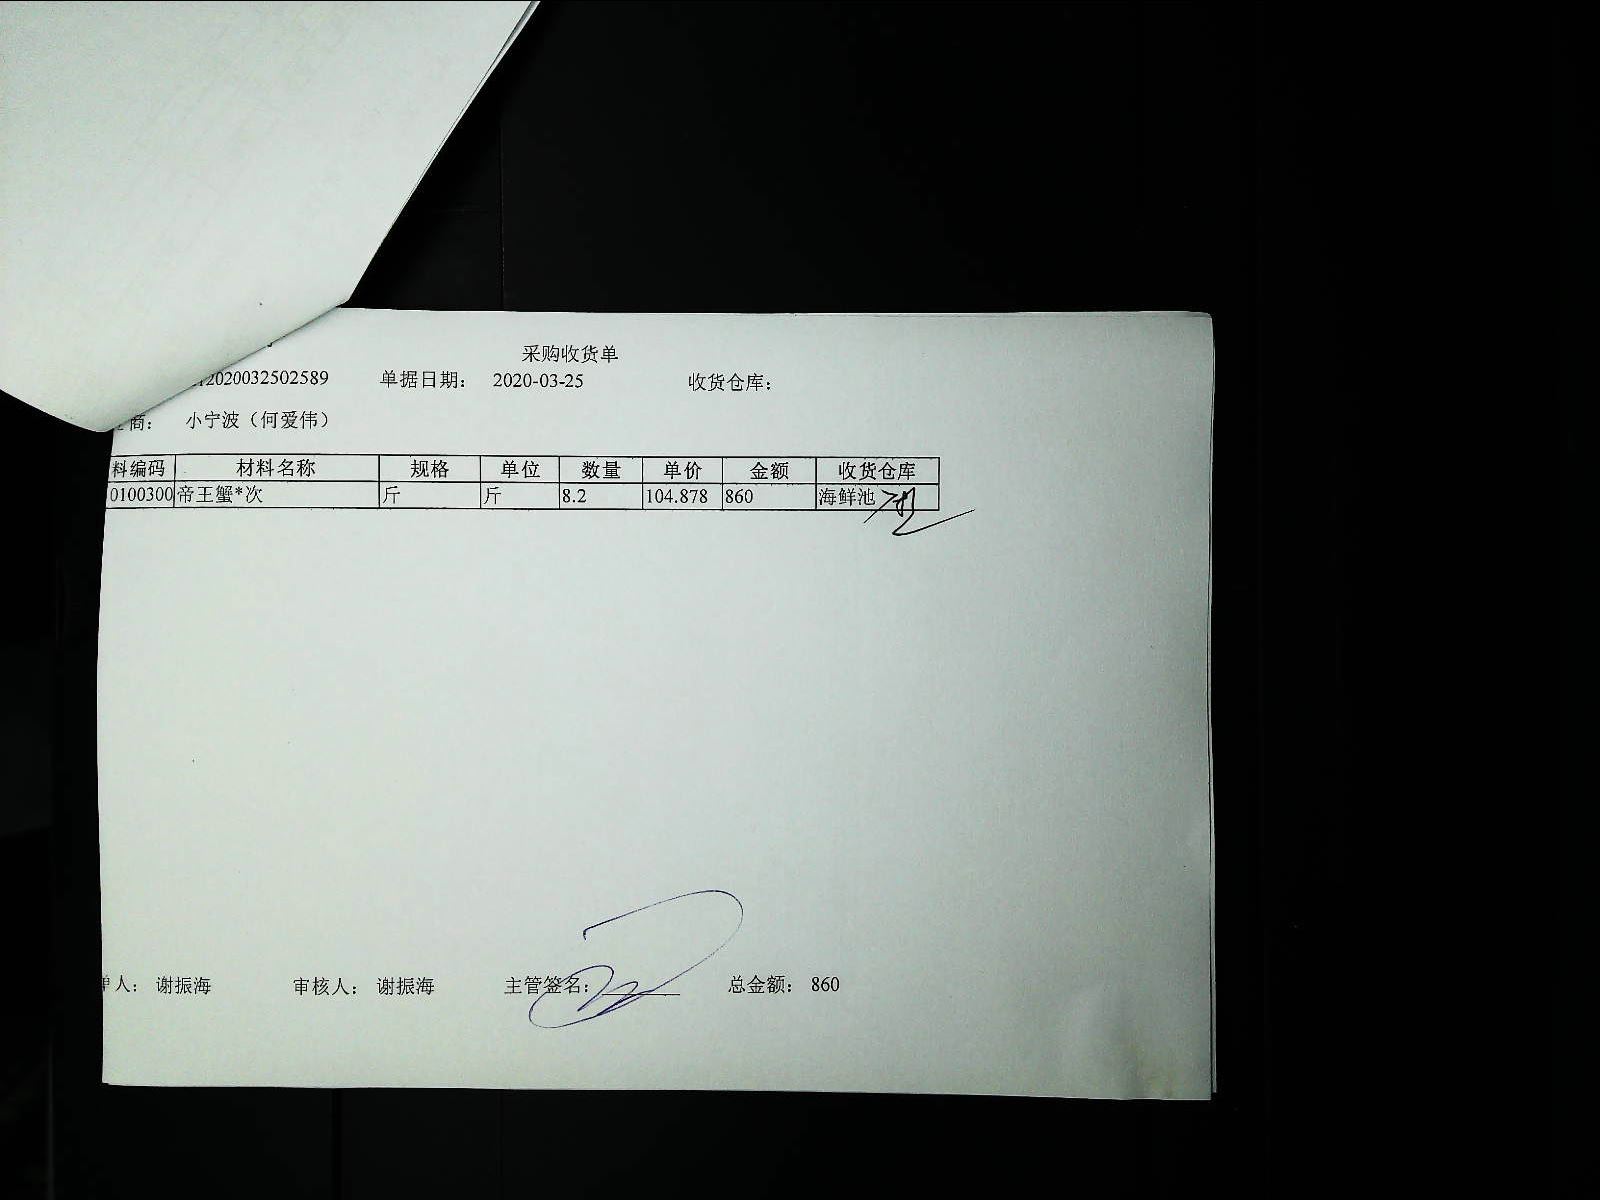 采购收货单
2020032502589 单据日期： 2020-03-25 收货仓库：
商： 小宁波（何爱伟）
料编码 材料名称 规格 单位 数量 单价 金额 收货仓库
0100300 帝王蟹*次 斤 斤 8.2 104.878 860 海鲜池
人： 谢振海 审核人： 谢振海 主管签名： 总金额： 860